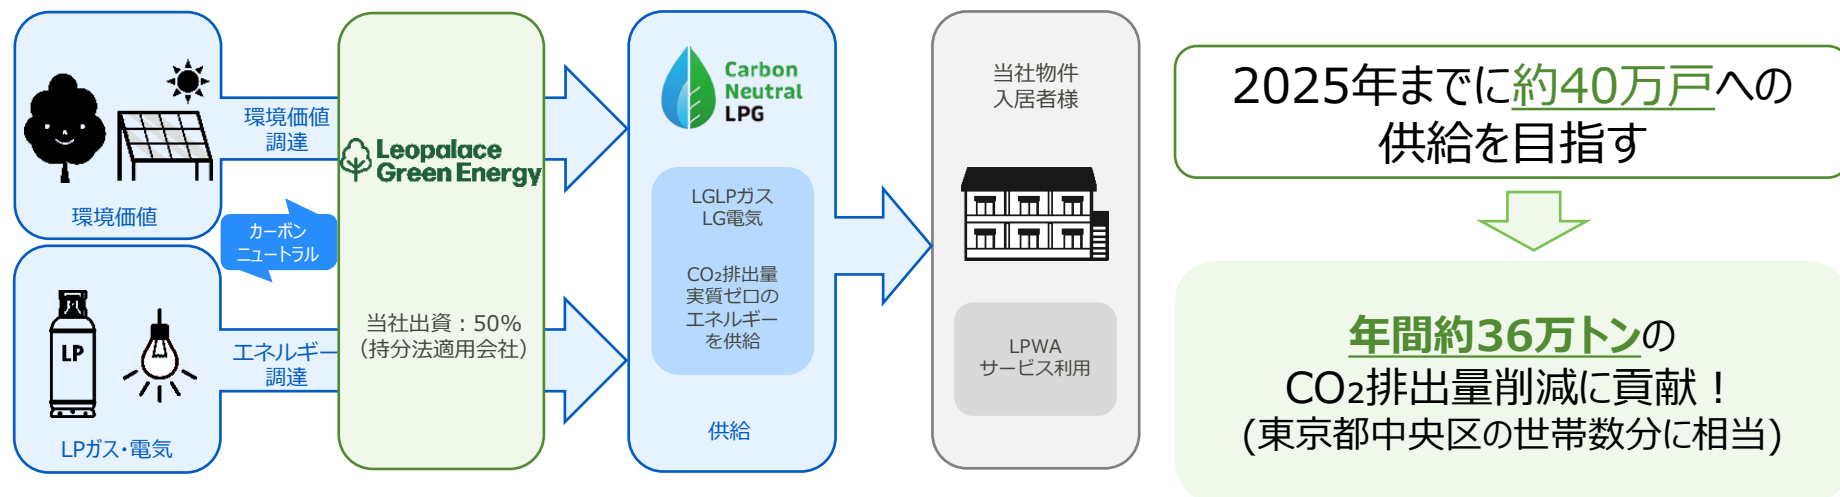 環境価値
環境価値
調達
カーボン
ニュートラル
LP
LPガス・電気
エネルギー
調達
Leopalace
Green Energy
当社出資：50%
（持分法適用会社）
Carbon
Neutral
LPG
LGLPガス
LG電気
CO₂排出量
実質ゼロの
エネルギー
を供給
供給
当社物件
入居者様
LPWA
サービス利用
2025年までに約40万戸への
供給を目指す
年間約36万トンの
CO₂排出量削減に貢献！
(東京都中央区の世帯数分に相当)